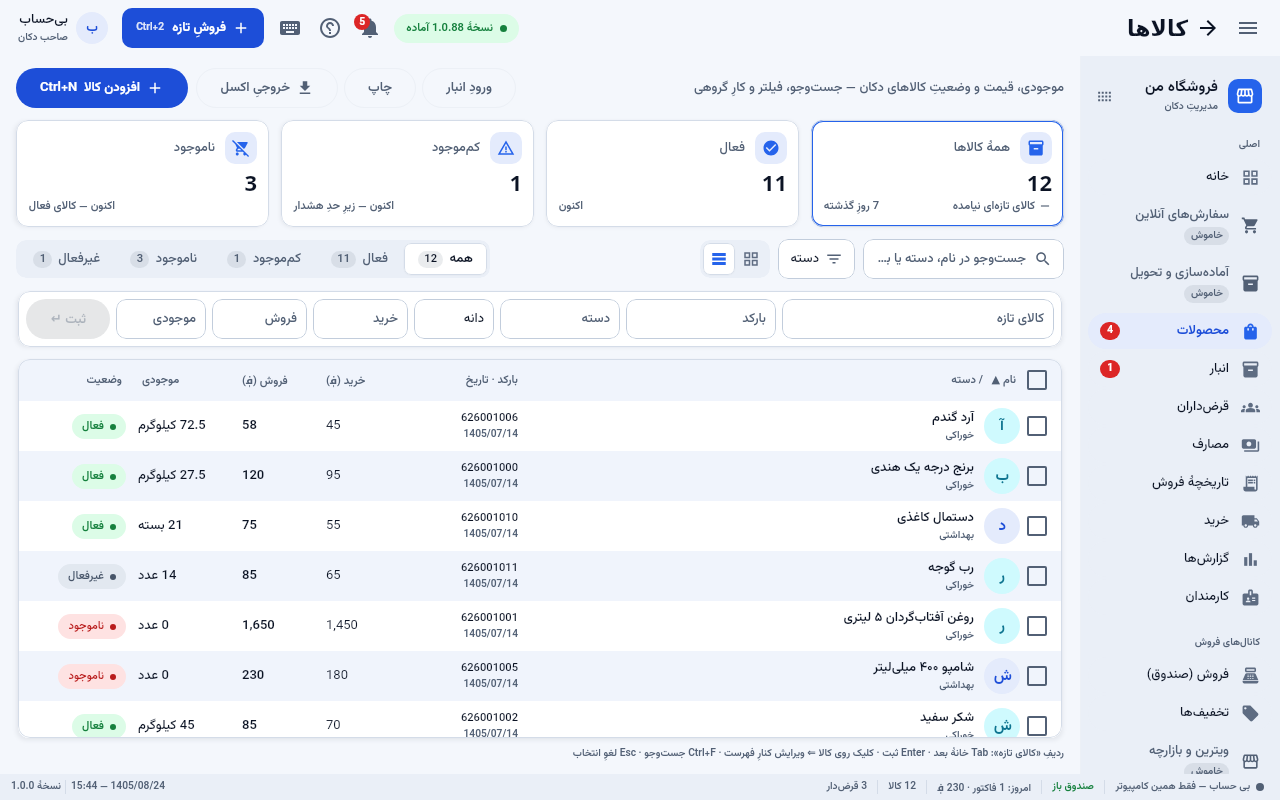 کالاها
نسخهٔ 1.0.88 آماده
5
فروشِ تازه Ctrl+2
بی‌حساب
صاحب دکان
ب
فروشگاه من
مدیریتِ دکان
اصلی
خانه
سفارش‌های آنلاین
خاموش
آماده‌سازی و تحویل
خاموش
محصولات
4
انبار
1
قرض‌داران
مصارف
تاریخچهٔ فروش
خرید
گزارش‌ها
کارمندان
کانال‌های فروش
فروش (صندوق)
تخفیف‌ها
ویترین و بازارچه
خاموش
موجودی، قیمت و وضعیتِ کالاهای دکان — جست‌وجو، فیلتر و کارِ گروهی
ورودِ انبار
چاپ
خروجیِ اکسل
افزودن کالا Ctrl+N
همهٔ کالاها
12
— کالای تازه‌ای نیامده
7 روزِ گذشته
فعال
11
اکنون
کم‌موجود
1
اکنون — زیرِ حدِ هشدار
ناموجود
3
اکنون — کالای فعال
جست‌وجو در نام، دسته یا ب…
دسته
همه 12
فعال 11
کم‌موجود 1
ناموجود 3
غیرفعال 1
کالای تازه
بارکد
دسته
دانه
خرید
فروش
موجودی
ثبت ↵
نام ▲ / دسته
بارکد · تاریخ
خرید (؋)
فروش (؋)
موجودی
وضعیت
آ
آرد گندم
خوراکی
626001006
1405/07/14
45
58
72.5 کیلوگرم
فعال
ب
برنج درجه یک هندی
خوراکی
626001000
1405/07/14
95
120
27.5 کیلوگرم
فعال
د
دستمال کاغذی
بهداشتی
626001010
1405/07/14
55
75
21 بسته
فعال
ر
رب گوجه
خوراکی
626001011
1405/07/14
65
85
14 عدد
غیرفعال
ر
روغن آفتاب‌گردان ۵ لیتری
خوراکی
626001001
1405/07/14
1,450
1,650
0 عدد
ناموجود
ش
شامپو ۴۰۰ میلی‌لیتر
بهداشتی
626001005
1405/07/14
180
230
0 عدد
ناموجود
ش
شکر سفید
خوراکی
626001002
1405/07/14
70
85
45 کیلوگرم
فعال
ردیفِ «کالای تازه»: Tab خانهٔ بعد · Enter ثبت · کلیک روی کالا ⇐ ویرایش کنارِ فهرست · Ctrl+F جست‌وجو · Esc لغوِ انتخاب
بی حساب — فقط همین کامپیوتر
صندوق باز
امروز: 1 فاکتور · 230 ؋
12 کالا
3 قرض‌دار
1405/08/24 — 15:44
نسخهٔ 1.0.0